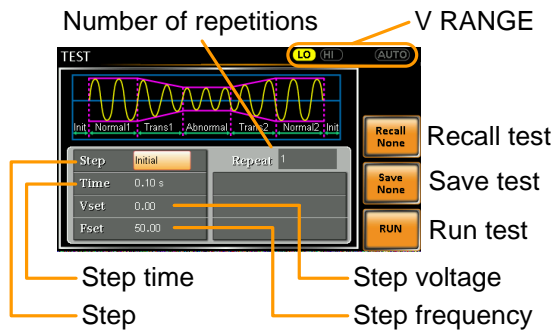 Number of repetitions
V RANGE
TEST
LO HI AUTO
Init Normal1 Trans1 Abnormal Trans2 Normal2 Init
Step Initial Repeat 1
Time 0.10 s
Vset 0.00
Fset 50.00
Recall None
Recall test
Save None
Save test
RUN
Run test
Step time
Step voltage
Step
Step frequency